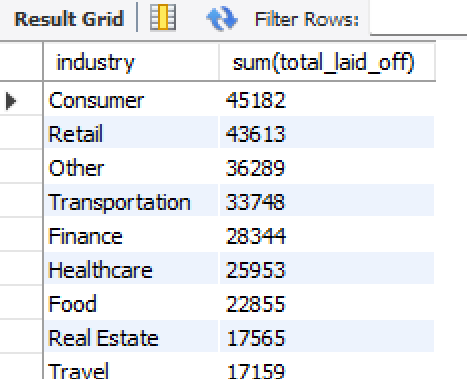 Result Grid Filter Rows:
industry sum(total_laid_off)
Consumer 45182
Retail 43613
Other 36289
Transportation 33748
Finance 28344
Healthcare 25953
Food 22855
Real Estate 17565
Travel 17159